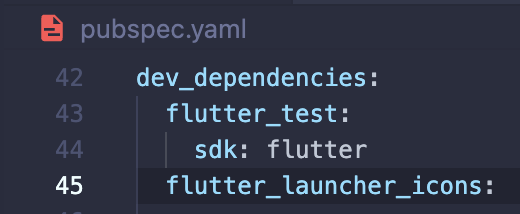 pubspec.yaml
42 dev_dependencies:
43 flutter_test:
44 sdk: flutter
45 flutter_launcher_icons: